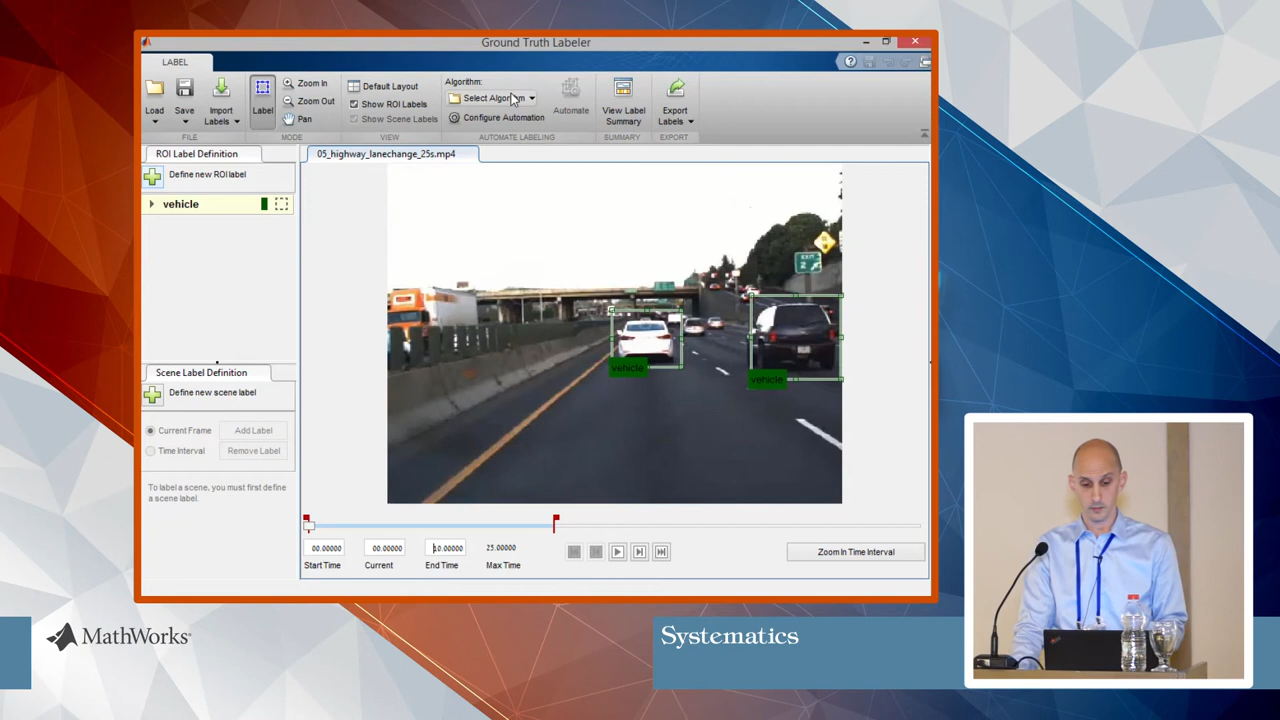 Ground Truth Labeler
LABEL
Load
Save
Import Labels
Label
Zoom In
Zoom Out
Pan
Default Layout
Show ROI Labels
Show Scene Labels
Algorithm:
Select Algorithm
Configure Automation
Automate
View Label Summary
Export Labels
FILE
MODE
VIEW
AUTOMATE LABELING
SUMMARY
EXPORT
ROI Label Definition
Define new ROI label
vehicle
05_highway_lanechange_25s.mp4
EXIT
2
vehicle
vehicle
Scene Label Definition
Define new scene label
Current Frame
Add Label
Time Interval
Remove Label
To label a scene, you must first define
a scene label.
00.00000
00.00000
10.00000
25.00000
Start Time
Current
End Time
Max Time
Zoom In Time Interval
MathWorks®
Systematics